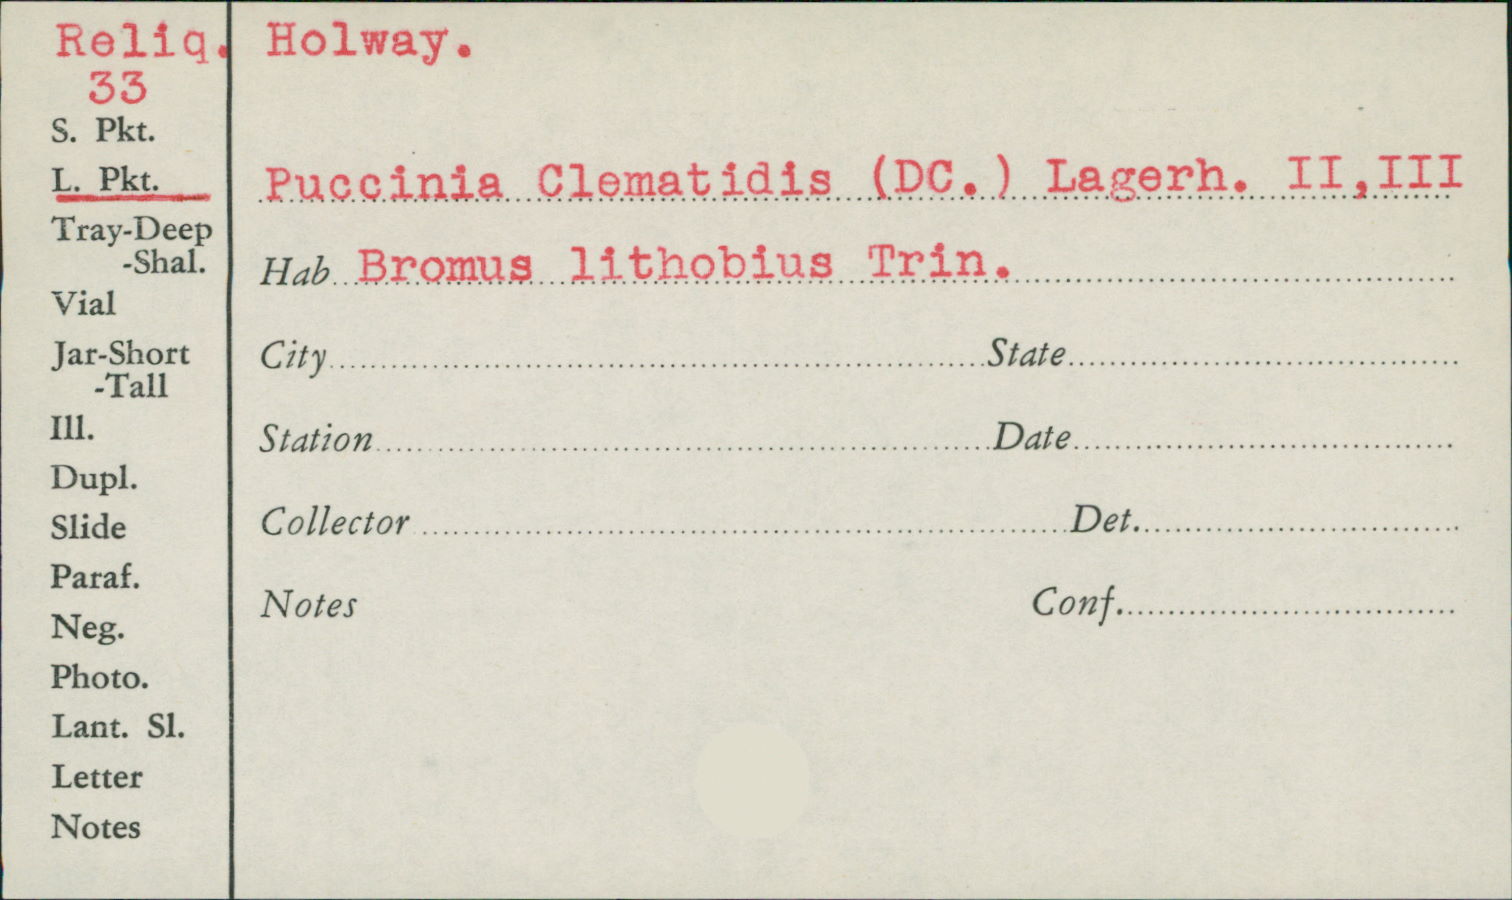 Reliq. Holway.
33
S. Pkt.
L. Pkt.
Puccinia Clematidis (DC.) Lagerh. II,III
Tray-Deep
-Shal.
Hab Bromus lithobius Trin.
Vial
Jar-Short
-Tall
City State
Ill.
Station Date
Dupl.
Slide
Collector Det.
Paraf.
Notes Conf.
Neg.
Photo.
Lant. Sl.
Letter
Notes